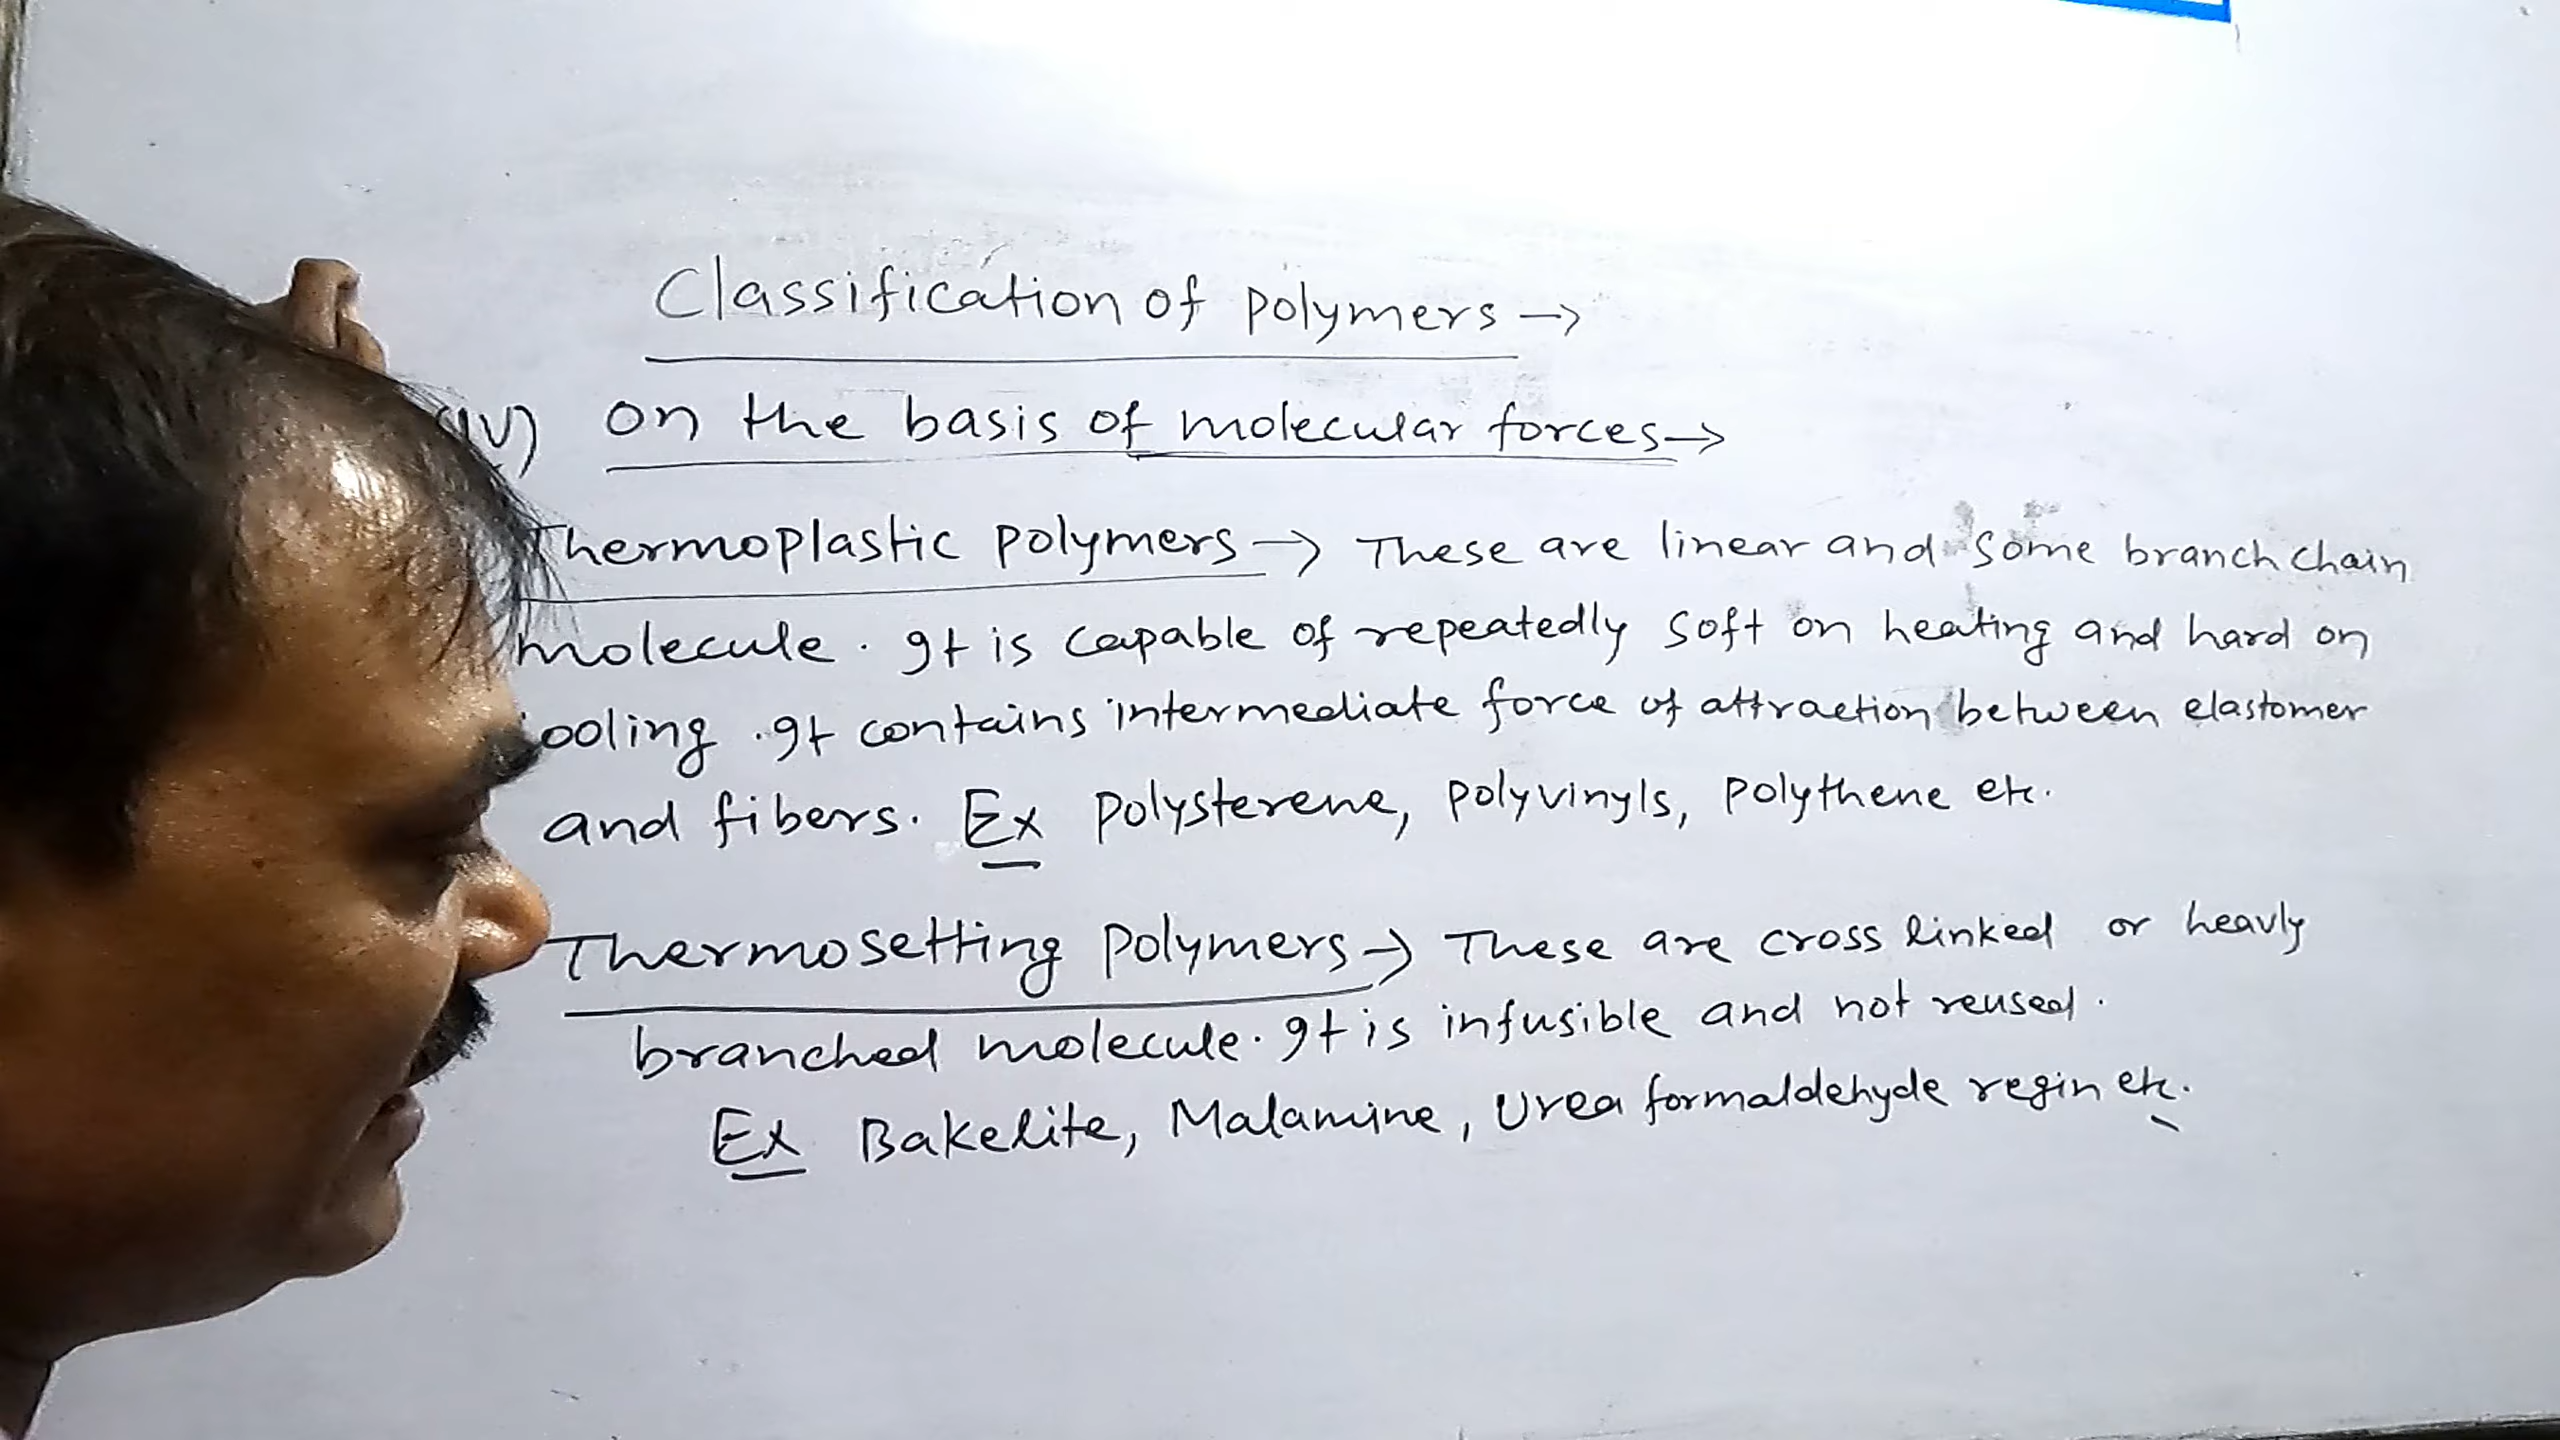 Classification of polymers →
(IV) on the basis of molecular forces →
Thermoplastic polymers → These are linear and some branch chain
molecule. It is capable of repeatedly soft on heating and hard on
ooling. It contains intermediate force of attraction between elastomer
and fibers. Ex Polysterene, polyvinyls, polythene etc.
Thermosetting polymers → These are cross linked or heavly
branched molecule. It is infusible and not reused.
Ex Bakelite, Malamine, Urea formaldehyde regin etc.